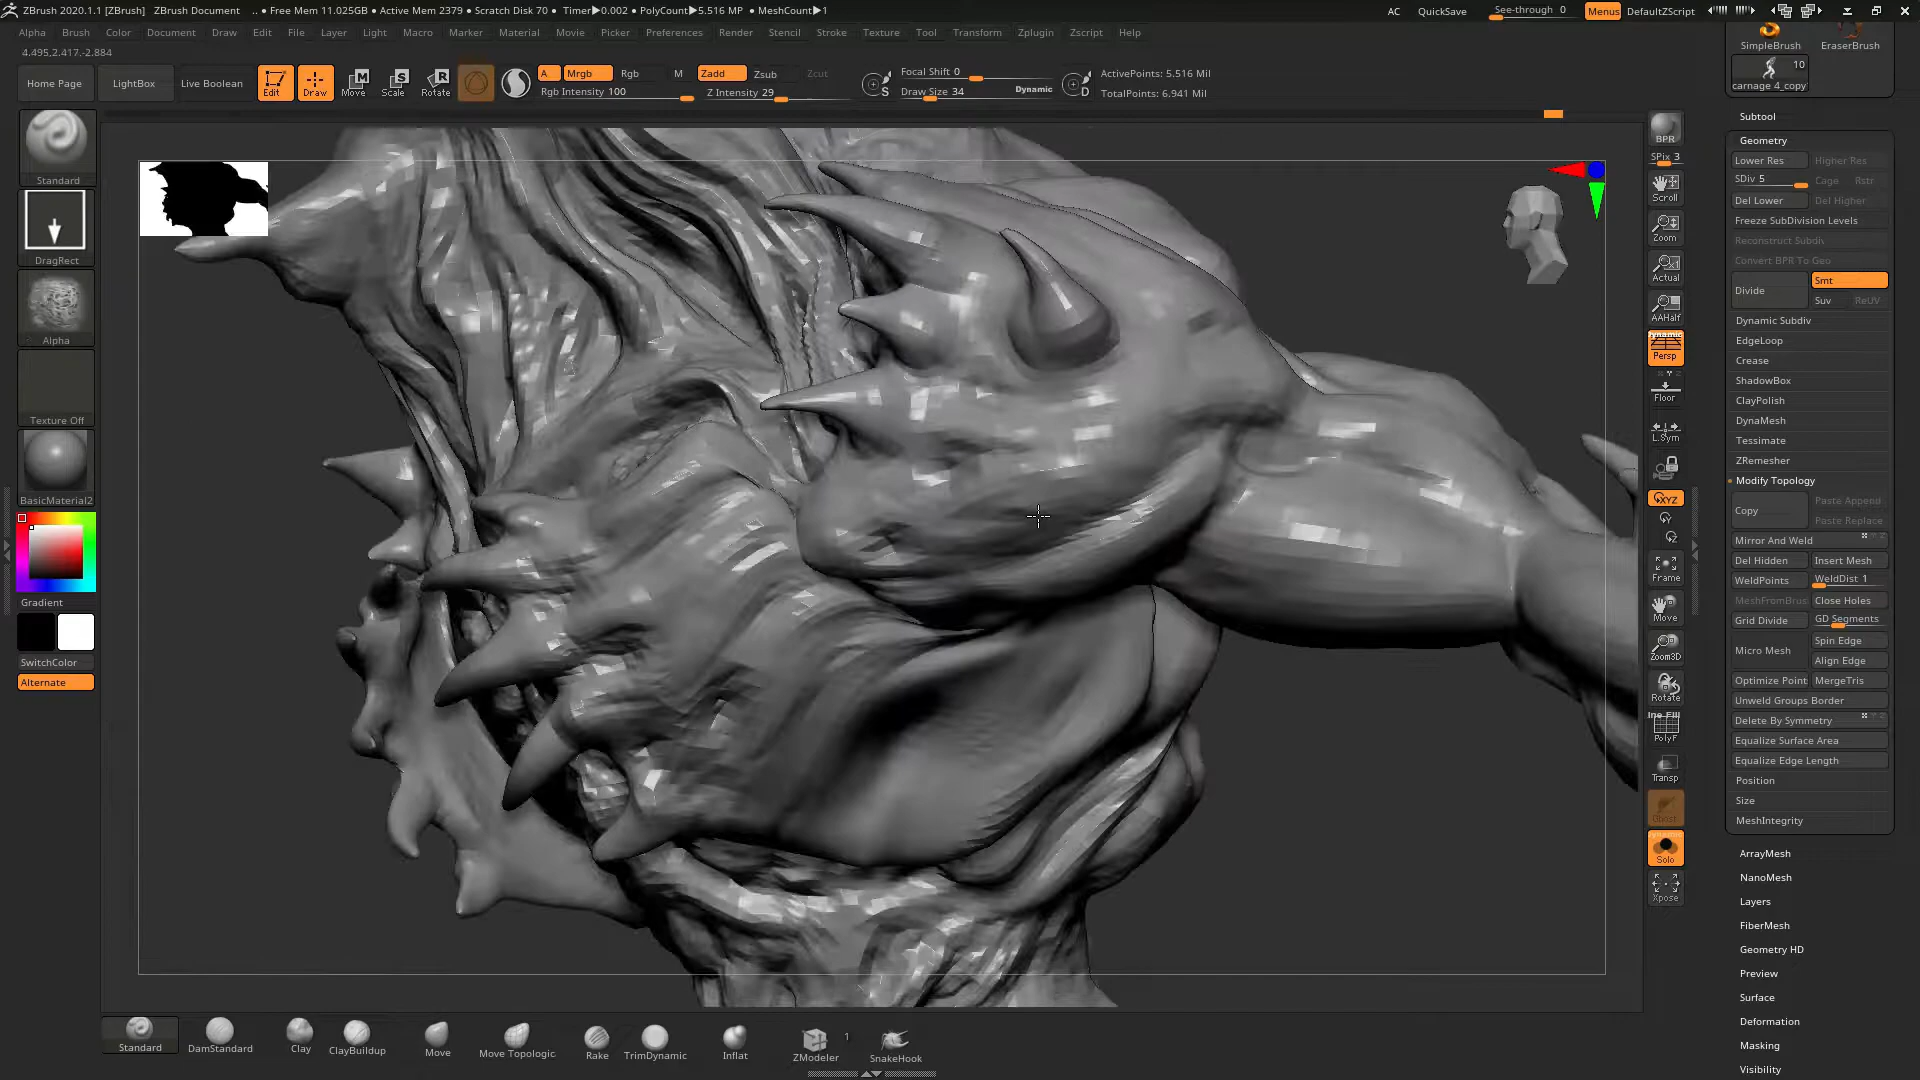 ZBrush 2020.1.1 [ZBrush] ZBrush Document .. • Free Mem 11.025GB • Active Mem 2379 • Scratch Disk 70 • Timer▶0.002 • PolyCount▶5.516 MP • MeshCount▶1 AC QuickSave See-through 0 Menus DefaultZScript
Alpha Brush Color Document Draw Edit File Layer Light Macro Marker Material Movie Picker Preferences Render Stencil Stroke Texture Tool Transform Zplugin Zscript Help
4.495,2.417,-2.884
Home Page LightBox Live Boolean Edit Draw Move Scale Rotate
A Mrgb Rgb M Zadd Zsub Zcut
Rgb Intensity 100 Z Intensity 29
Focal Shift 0
Draw Size 34 Dynamic
ActivePoints: 5.516 Mil
TotalPoints: 6.941 Mil
S
D
M
S
R
Standard
DragRect
Alpha
Texture Off
BasicMaterial2
Gradient
SwitchColor
Alternate
BPR
SPix 3
Scroll
Zoom
Actual
AAHalf
Dynamic
Persp
Floor
L.Sym
XYZ
Frame
Move
Zoom3D
Rotate
Line Fill
PolyF
Transp
Ghost
Dynamic
Solo
Xpose
SimpleBrush EraserBrush
10
carnage 4_copy
Subtool
Geometry
Lower Res Higher Res
SDiv 5 Cage Rstr
Del Lower Del Higher
Freeze SubDivision Levels
Reconstruct Subdiv
Convert BPR To Geo
Divide Smt
Suv ReUV
Dynamic Subdiv
EdgeLoop
Crease
ShadowBox
ClayPolish
DynaMesh
Tessimate
ZRemesher
Modify Topology
Copy Paste Append
Paste Replace
Mirror And Weld
Del Hidden Insert Mesh
WeldPoints WeldDist 1
MeshFromBrus Close Holes
Grid Divide GD Segments
Spin Edge
Micro Mesh
Align Edge
Optimize Point MergeTris
Unweld Groups Border
Delete By Symmetry
Equalize Surface Area
Equalize Edge Length
Position
Size
MeshIntegrity
ArrayMesh
NanoMesh
Layers
FiberMesh
Geometry HD
Preview
Surface
Deformation
Masking
Visibility
Standard DamStandard Clay ClayBuildup Move Move Topologic Rake TrimDynamic Inflat ZModeler 1 SnakeHook